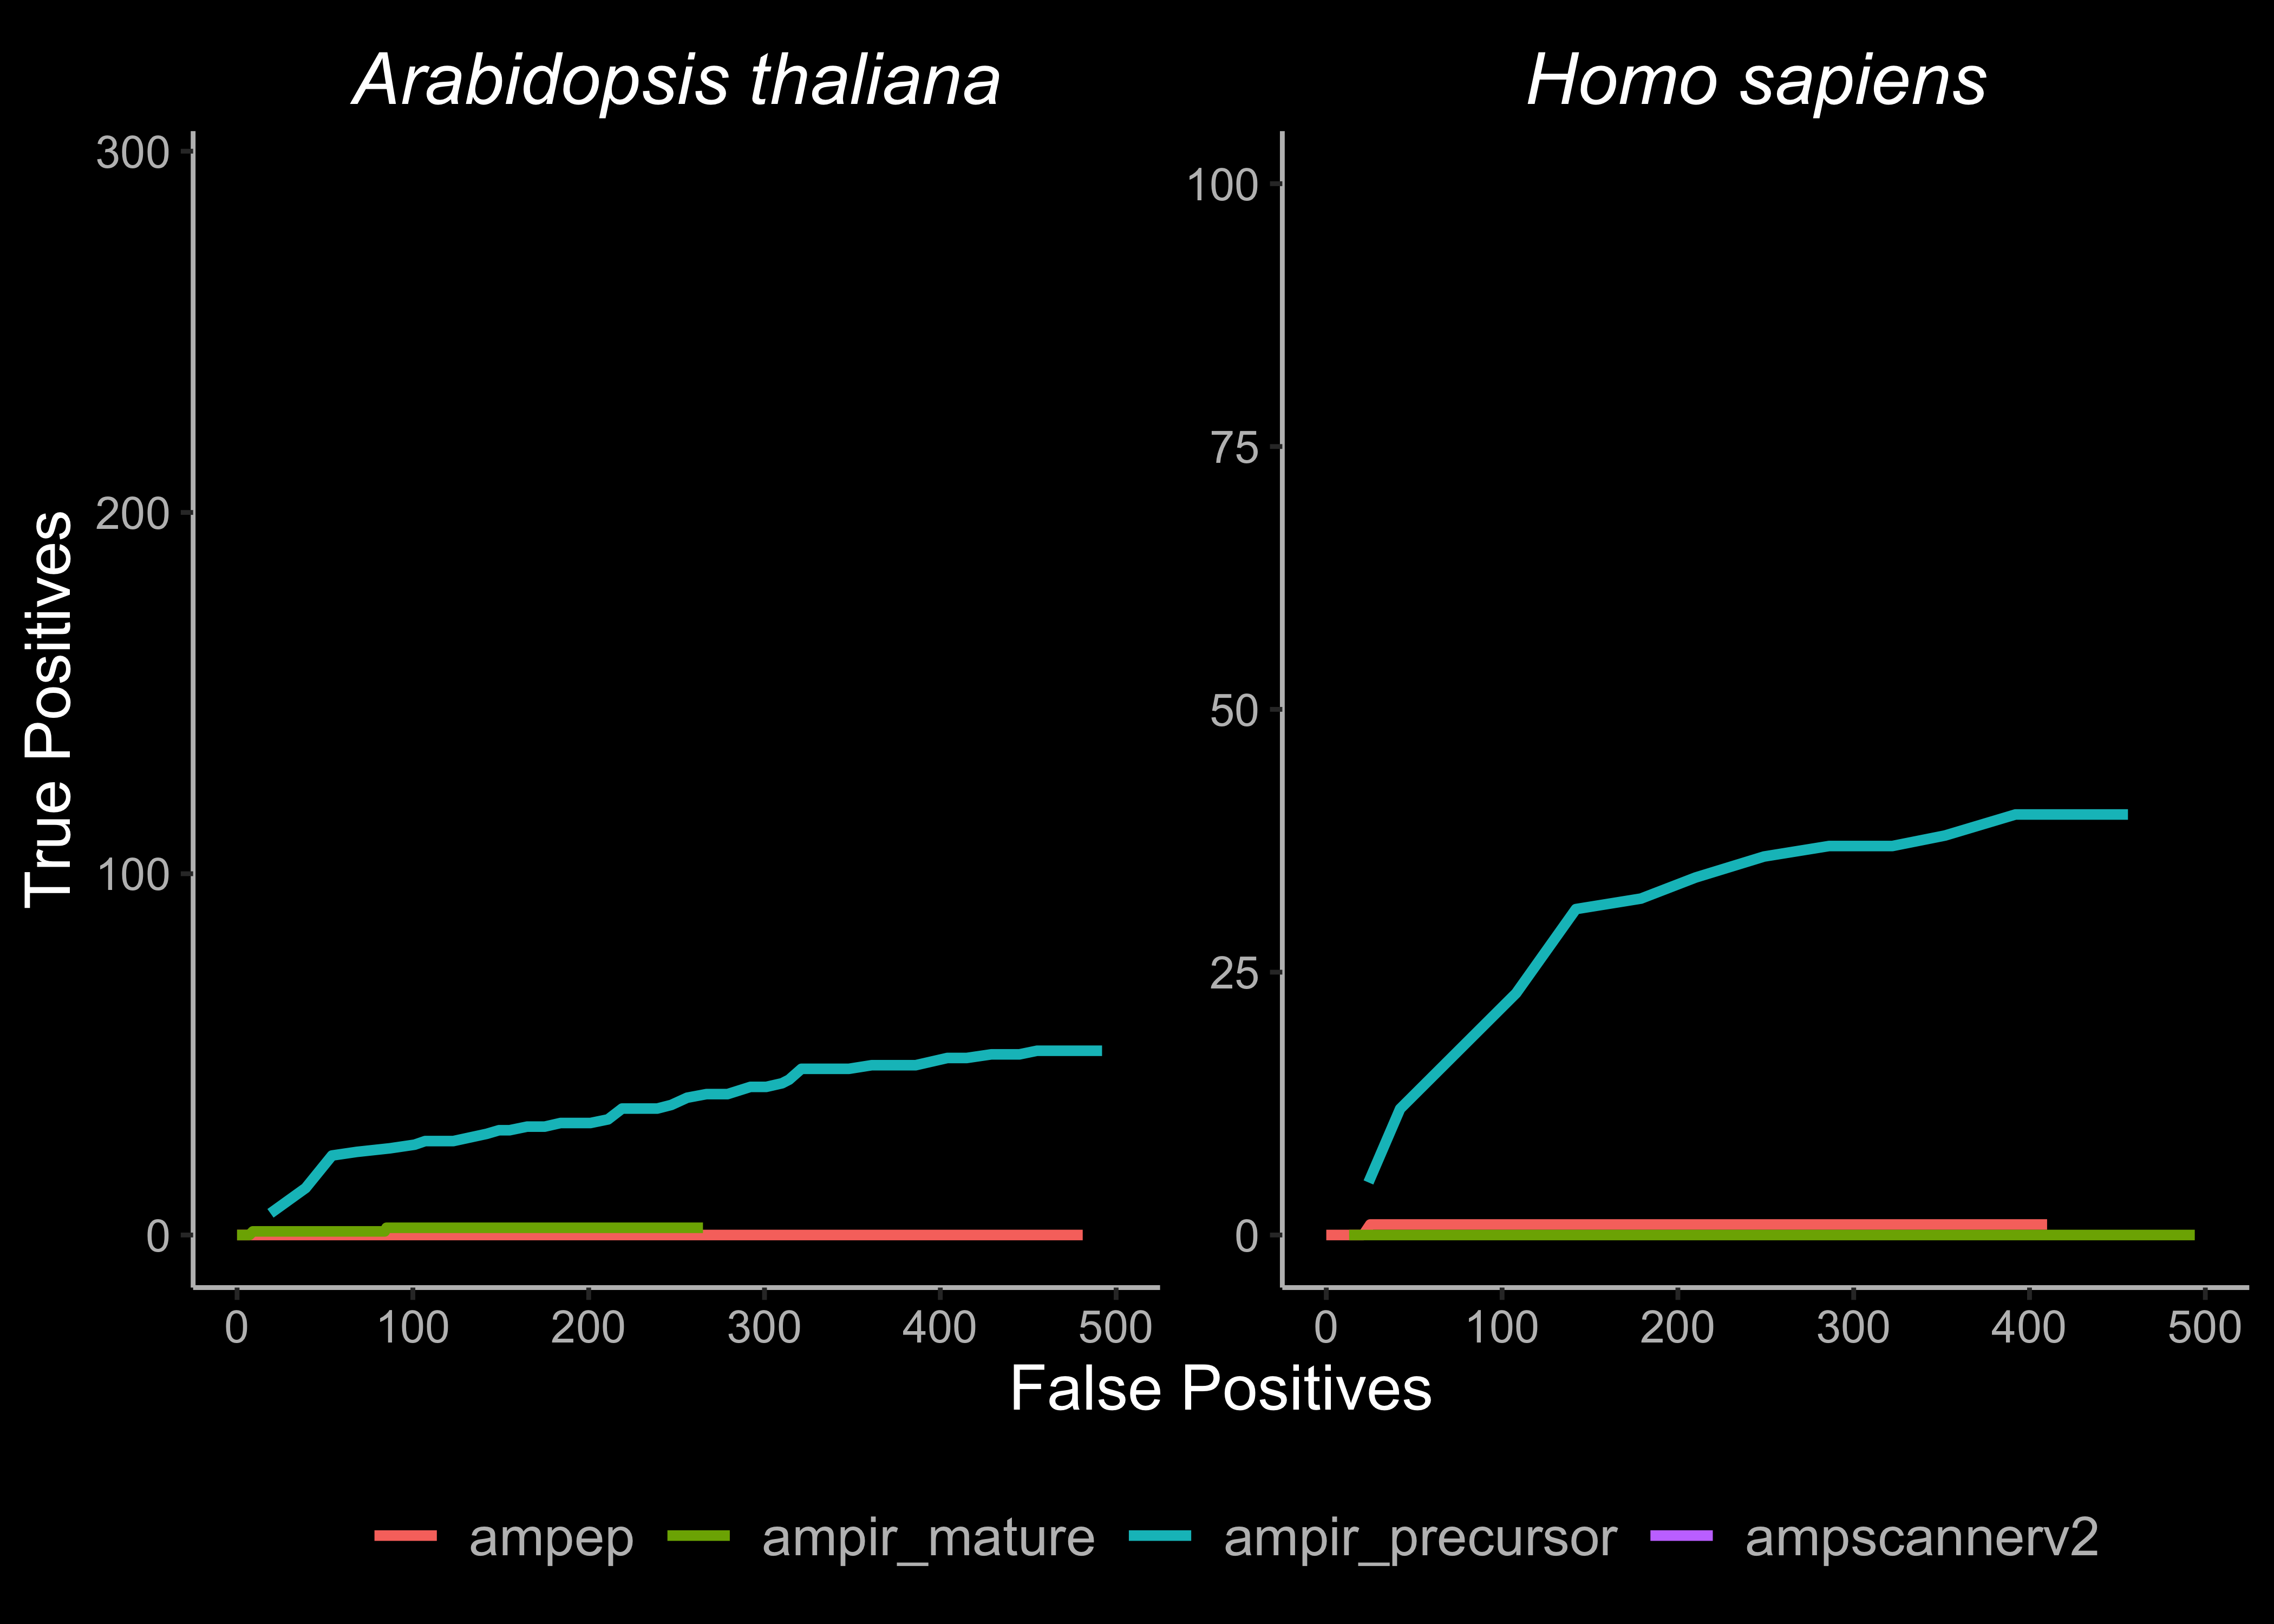 Arabidopsis thaliana
Homo sapiens
True Positives
300
200
100
0
0 100 200 300 400 500
100
75
50
25
0
0 100 200 300 400 500
False Positives
ampep ampir_mature ampir_precursor ampscannerv2